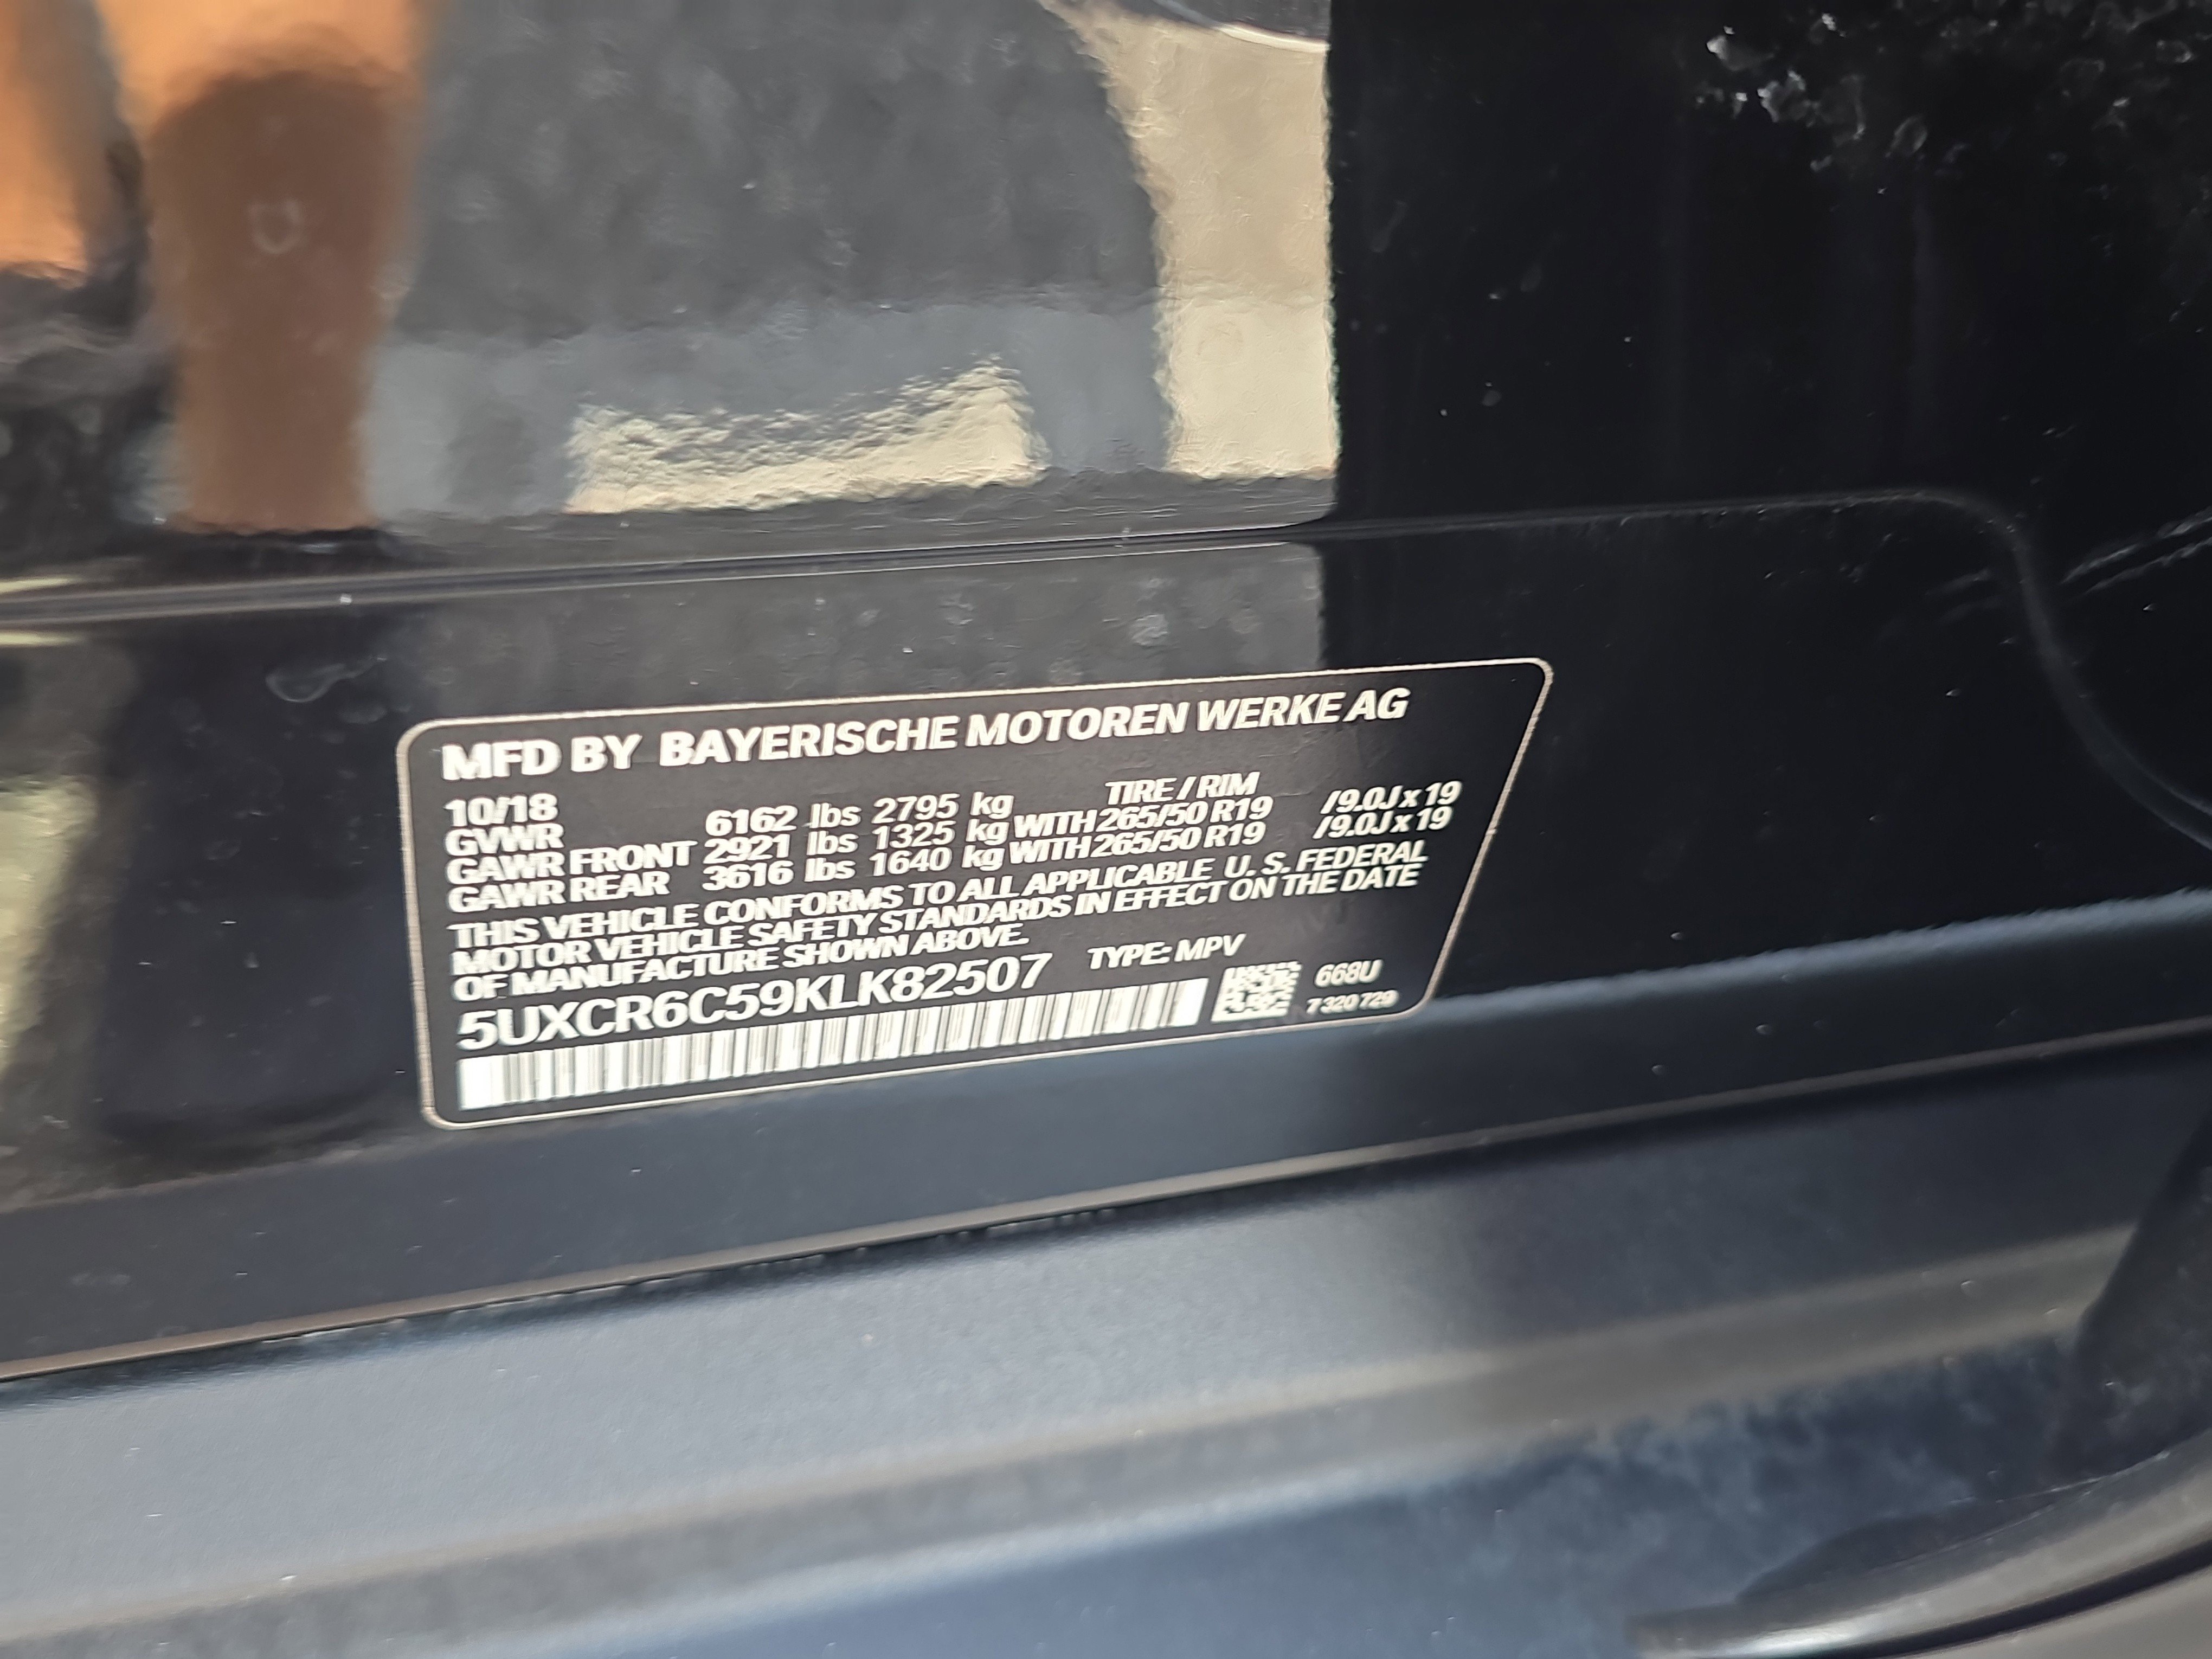 MFD BY BAYERISCHE MOTOREN WERKE AG
10/18 TIRE / RIM
GVWR 6162 lbs 2795 kg
GAWR FRONT 2921 lbs 1325 kg WITH 265/50 R19 /9.0J x 19
GAWR REAR 3616 lbs 1640 kg WITH 265/50 R19 /9.0J x 19
THIS VEHICLE CONFORMS TO ALL APPLICABLE U. S. FEDERAL
MOTOR VEHICLE SAFETY STANDARDS IN EFFECT ON THE DATE
OF MANUFACTURE SHOWN ABOVE.
5UXCR6C59KLK82507 TYPE: MPV
668U
7 320 729